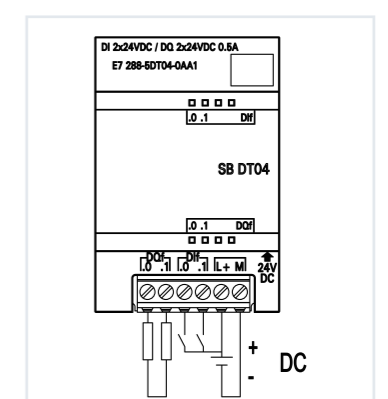 DI 2x24VDC / DQ 2x24VDC 0.5A
E7 288-5DT04-0AA1
.0 .1 DIf
SB DT04
.0 .1 DQf
DQf DIf
.0 .1 .0 .1 L+ M 24V
DC
+
DC
-